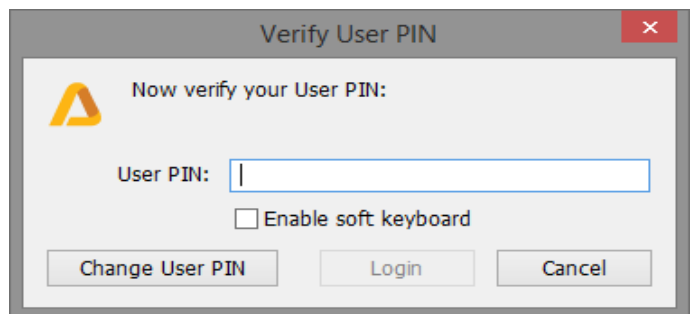 Verify User PIN
Now verify your User PIN:
User PIN:
Enable soft keyboard
Change User PIN Login Cancel